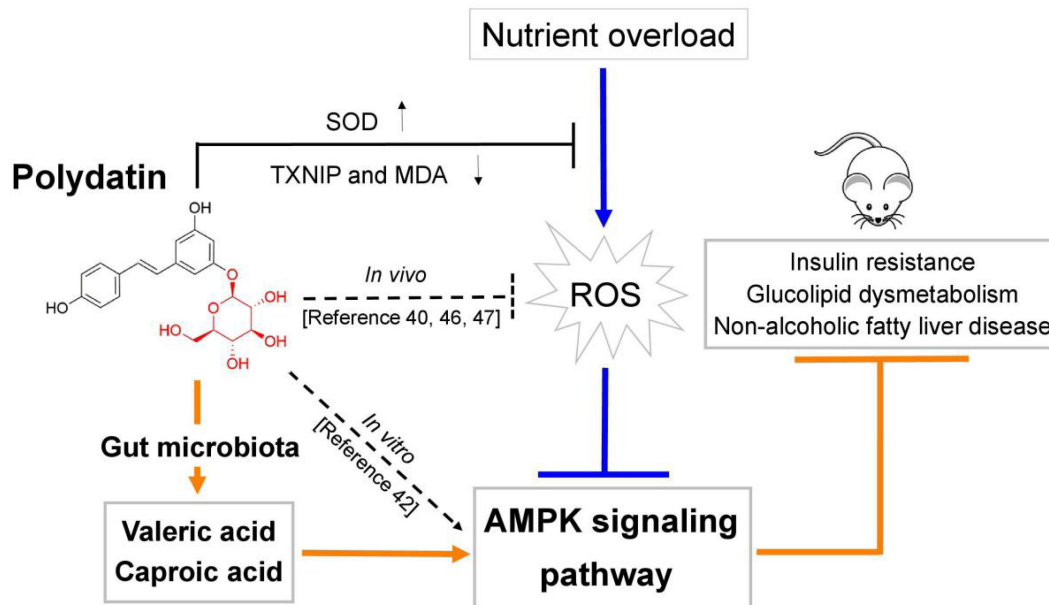 Nutrient overload
SOD ↑
TXNIP and MDA ↓
Polydatin
OH
HO
O
O
OH
HO
OH
OH
In vivo
[Reference 40, 46, 47]
ROS
Insulin resistance
Glucolipid dysmetabolism
Non-alcoholic fatty liver disease
In vitro
[Reference 42]
Gut microbiota
Valeric acid
Caproic acid
AMPK signaling
pathway